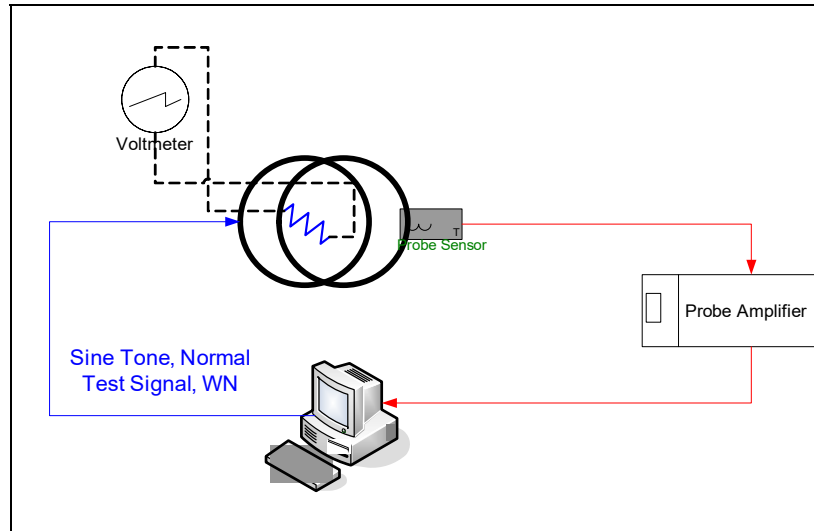 Voltmeter
T
Probe Sensor
Probe Amplifier
Sine Tone, Normal
Test Signal, WN